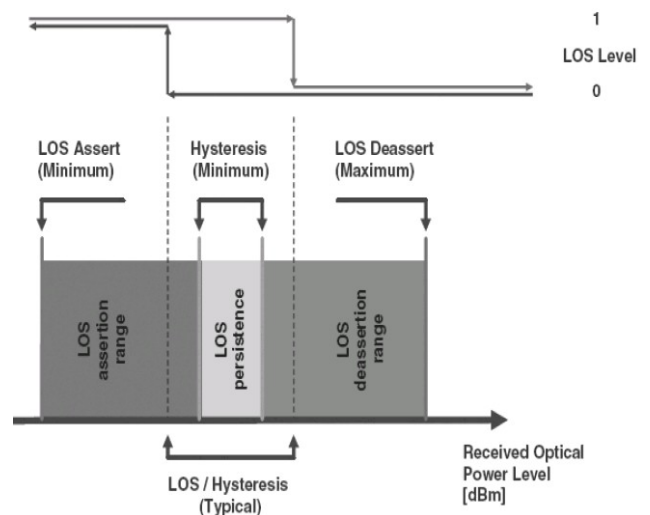 1
LOS Level
0
LOS Assert
(Minimum)
Hysteresis
(Minimum)
LOS Deassert
(Maximum)
LOS
assertion
range
LOS
persistence
LOS
deassertion
range
Received Optical
Power Level
[dBm]
LOS / Hysteresis
(Typical)